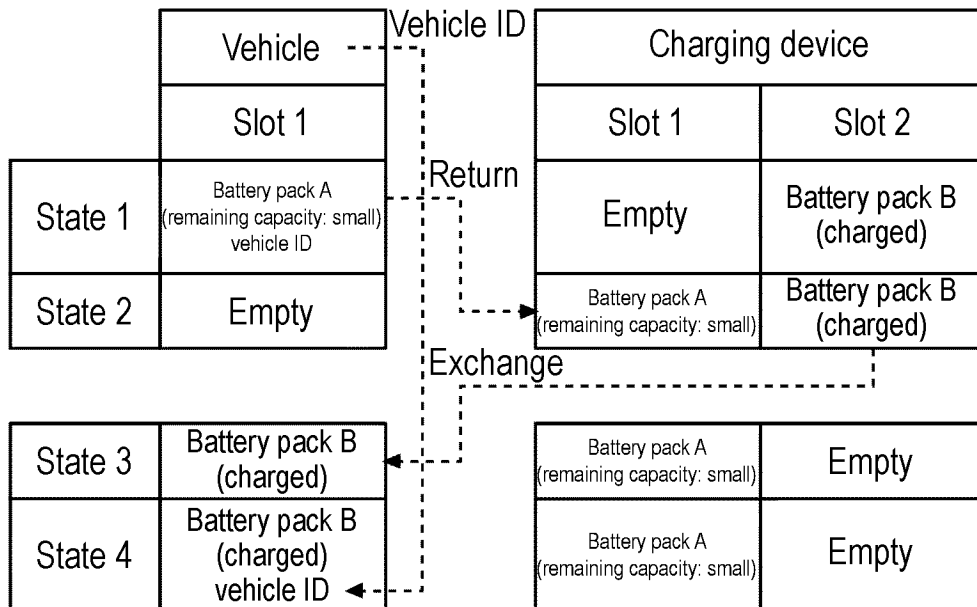 Vehicle
Vehicle ID
Charging device
Slot 1
Slot 1
Slot 2
State 1
Battery pack A
(remaining capacity: small)
vehicle ID
Return
Empty
Battery pack B
(charged)
State 2
Empty
Battery pack A
(remaining capacity: small)
Battery pack B
(charged)
Exchange
State 3
Battery pack B
(charged)
Battery pack A
(remaining capacity: small)
Empty
State 4
Battery pack B
(charged)
vehicle ID
Battery pack A
(remaining capacity: small)
Empty